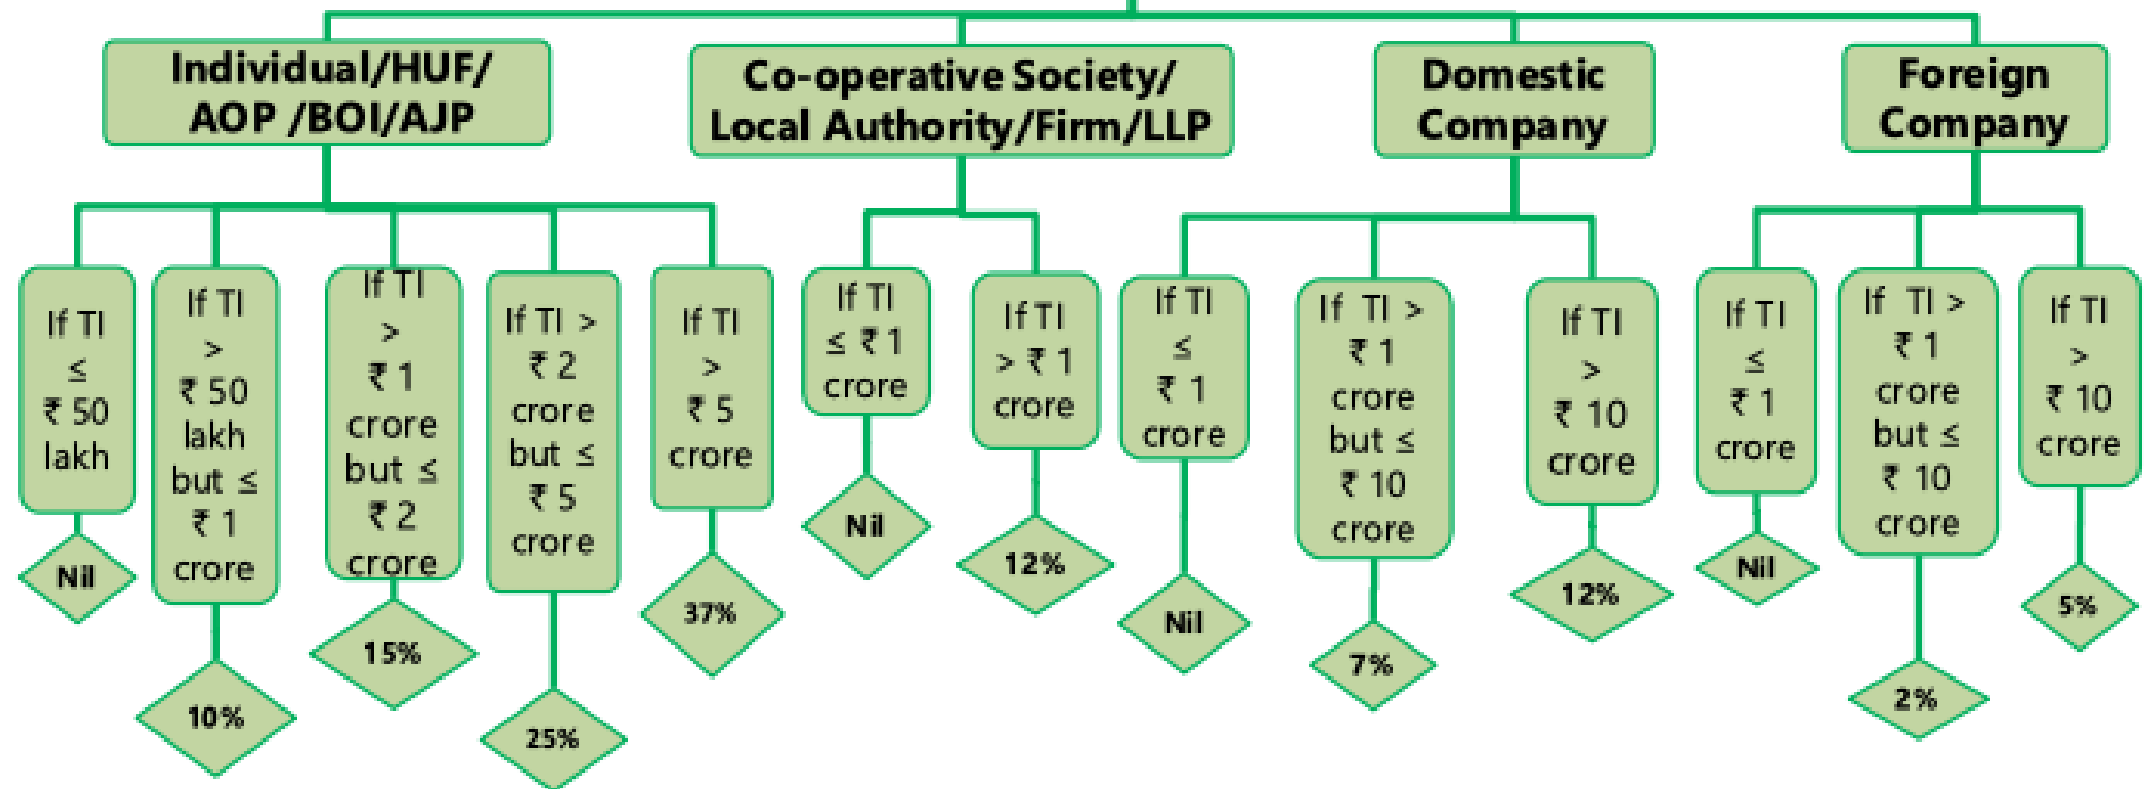 Individual/HUF/
AOP /BOI/AJP
Co-operative Society/
Local Authority/Firm/LLP
Domestic
Company
Foreign
Company
If TI
≤
₹ 50
lakh
Nil
If TI
>
₹ 50
lakh
but ≤
₹ 1
crore
10%
If TI
>
₹ 1
crore
but ≤
₹ 2
crore
15%
If TI >
₹ 2
crore
but ≤
₹ 5
crore
25%
If TI
>
₹ 5
crore
37%
If TI
≤ ₹ 1
crore
Nil
If TI
> ₹ 1
crore
12%
If TI
≤
₹ 1
crore
Nil
If TI >
₹ 1
crore
but ≤
₹ 10
crore
7%
If TI
>
₹ 10
crore
12%
If TI
≤
₹ 1
crore
Nil
If TI >
₹ 1
crore
but ≤
₹ 10
crore
2%
If TI
>
₹ 10
crore
5%